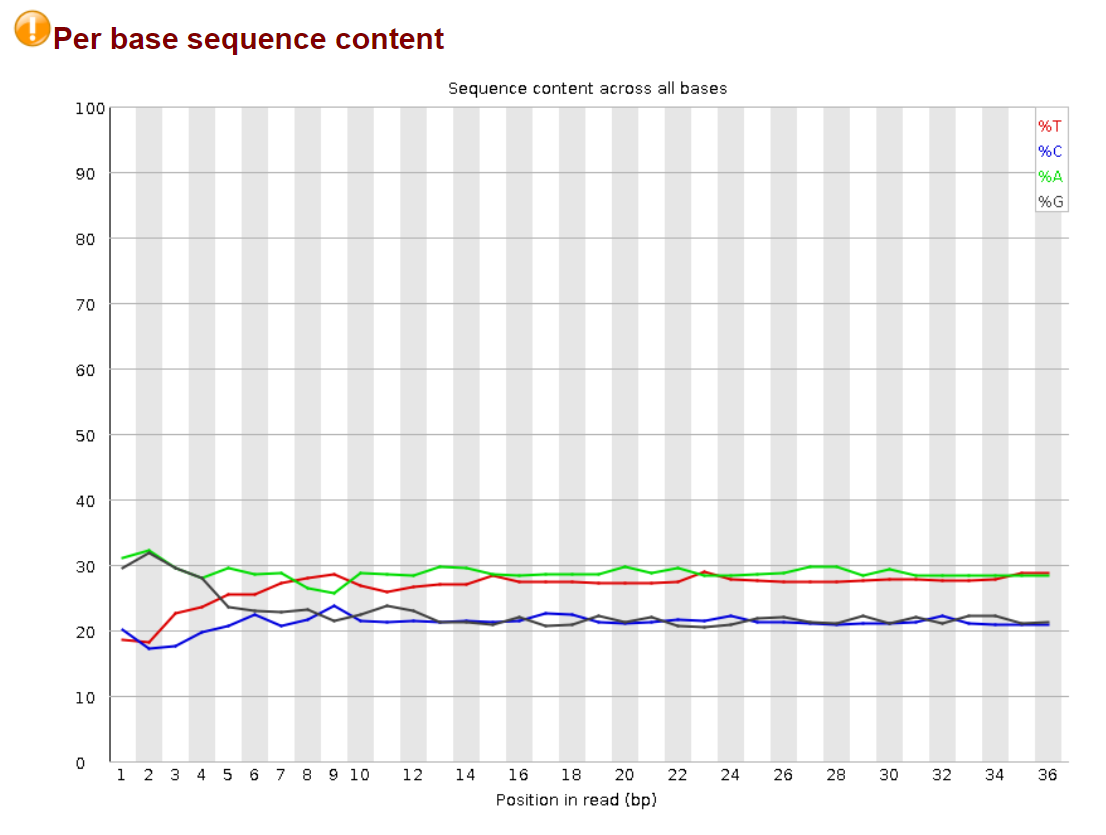 Per base sequence content
Sequence content across all bases
100
%T
%C
90
%A
%G
80
70
60
50
40
30
20
10
0
1 2 3 4 5 6 7 8 9 10 12 14 16 18 20 22 24 26 28 30 32 34 36
Position in read (bp)